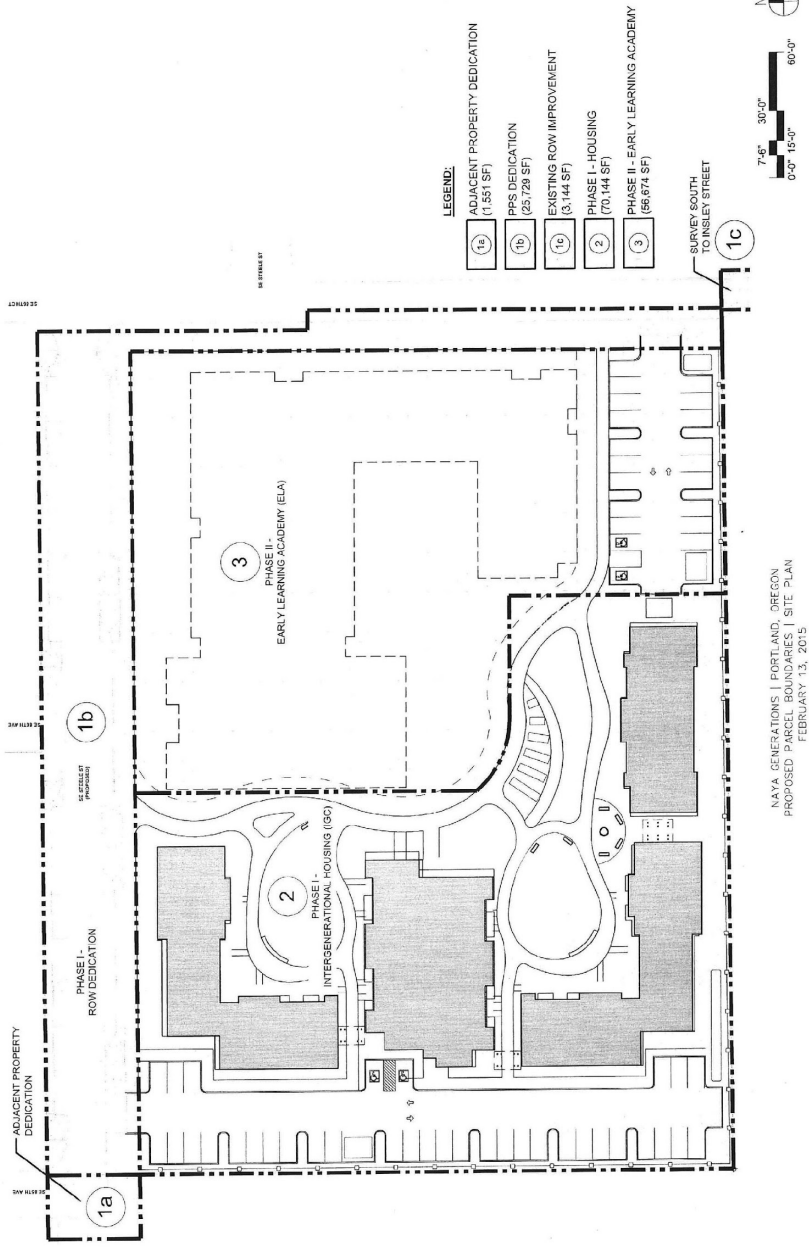 ADJACENT PROPERTY
DEDICATION
SE 85TH AVE
1a
PHASE I -
ROW DEDICATION
1b
SE STEELE ST
(PROPOSED)
SE 86TH AVE
SE STEELE ST
2
PHASE I -
INTERGENERATIONAL HOUSING (IGC)
3
PHASE II -
EARLY LEARNING ACADEMY (ELA)
LEGEND:
1a ADJACENT PROPERTY DEDICATION
(1,551 SF)
1b PPS DEDICATION
(25,729 SF)
1c EXISTING ROW IMPROVEMENT
(3,144 SF)
2 PHASE I - HOUSING
(70,144 SF)
3 PHASE II - EARLY LEARNING ACADEMY
(56,674 SF)
SURVEY SOUTH
TO INSLEY STREET
1c
N
7'-6" 30'-0"
0'-0" 15'-0" 60'-0"
NAYA GENERATIONS | PORTLAND, OREGON
PROPOSED PARCEL BOUNDARIES | SITE PLAN
FEBRUARY 13, 2015